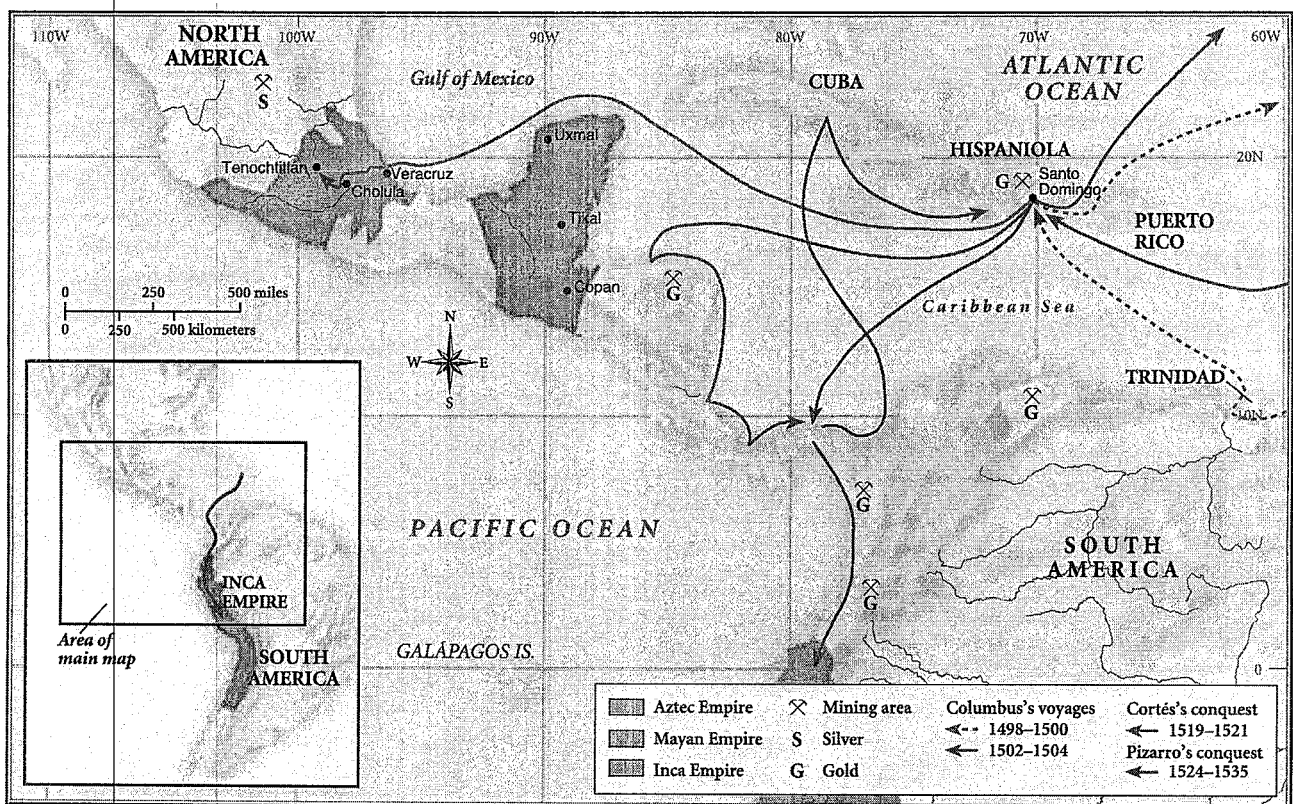 110W
100W
90W
80W
70W
60W
NORTH
AMERICA
S
Gulf of Mexico
CUBA
ATLANTIC
OCEAN
Uxmal
Tenochtitlán
Veracruz
Cholula
HISPANIOLA
20N
G
Santo
Domingo
PUERTO
RICO
Tikal
Copan
G
Caribbean Sea
0 250 500 miles
0 250 500 kilometers
N
W E
S
TRINIDAD
10N
G
G
PACIFIC OCEAN
SOUTH
AMERICA
G
INCA
EMPIRE
Area of
main map
SOUTH
AMERICA
GALÁPAGOS IS.
0
Aztec Empire
Mayan Empire
Inca Empire
Mining area
S Silver
G Gold
Columbus's voyages
1498–1500
1502–1504
Cortés's conquest
1519–1521
Pizarro's conquest
1524–1535